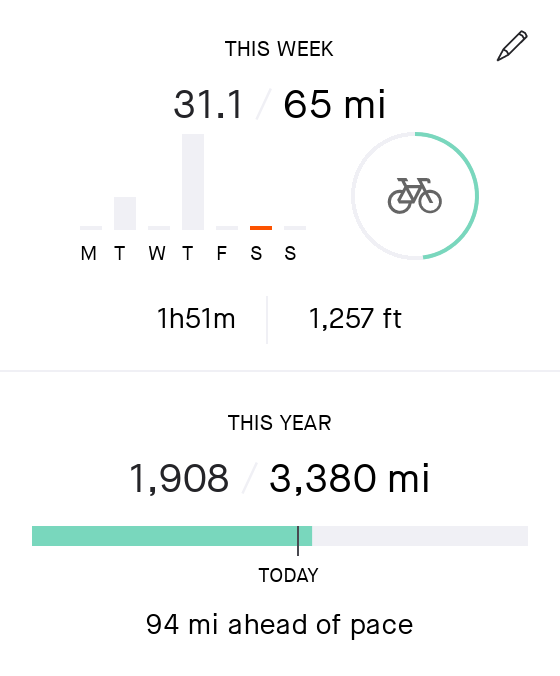 THIS WEEK
31.1 / 65 mi
M T W T F S S
1h51m 1,257 ft
THIS YEAR
1,908 / 3,380 mi
TODAY
94 mi ahead of pace